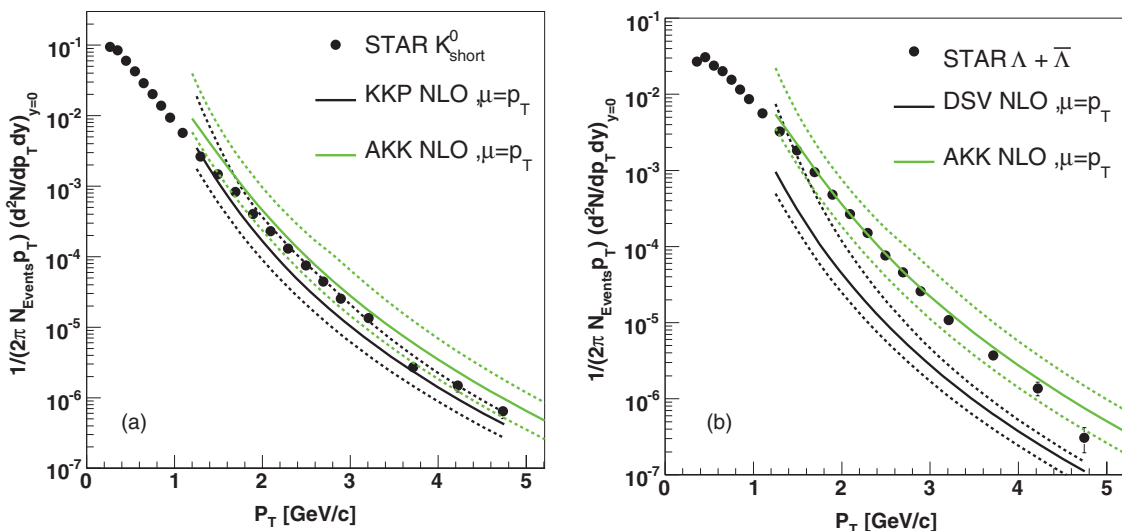 1/(2π N_Events p_T) (d²N/dp_T dy)_y=0
10⁻¹
10⁻²
10⁻³
10⁻⁴
10⁻⁵
10⁻⁶
10⁻⁷
STAR K⁰_short
KKP NLO ,μ=p_T
AKK NLO ,μ=p_T
(a)
0 1 2 3 4 5
P_T [GeV/c]
1/(2π N_Events p_T) (d²N/dp_T dy)_y=0
10⁻¹
10⁻²
10⁻³
10⁻⁴
10⁻⁵
10⁻⁶
10⁻⁷
STAR Λ + Λ̅
DSV NLO ,μ=p_T
AKK NLO ,μ=p_T
(b)
0 1 2 3 4 5
P_T [GeV/c]